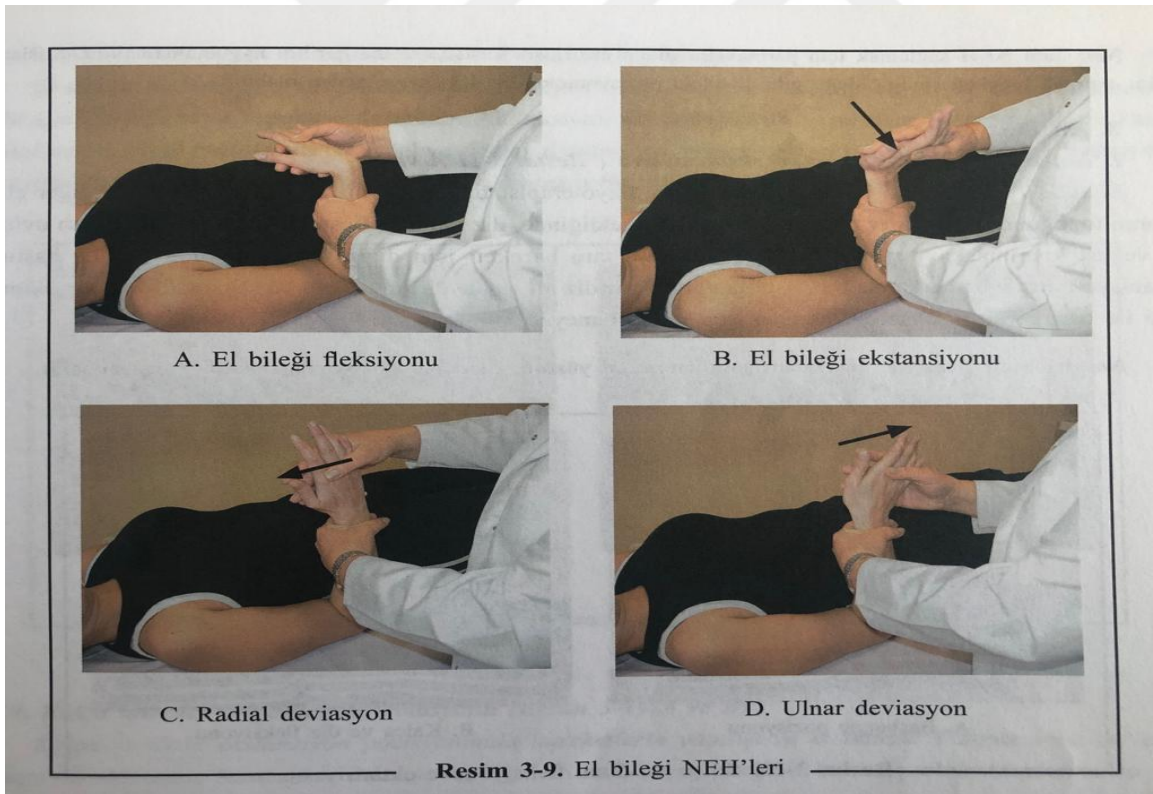 A. El bileği fleksiyonu
B. El bileği ekstansiyonu
C. Radial deviasyon
D. Ulnar deviasyon
Resim 3-9. El bileği NEH'leri